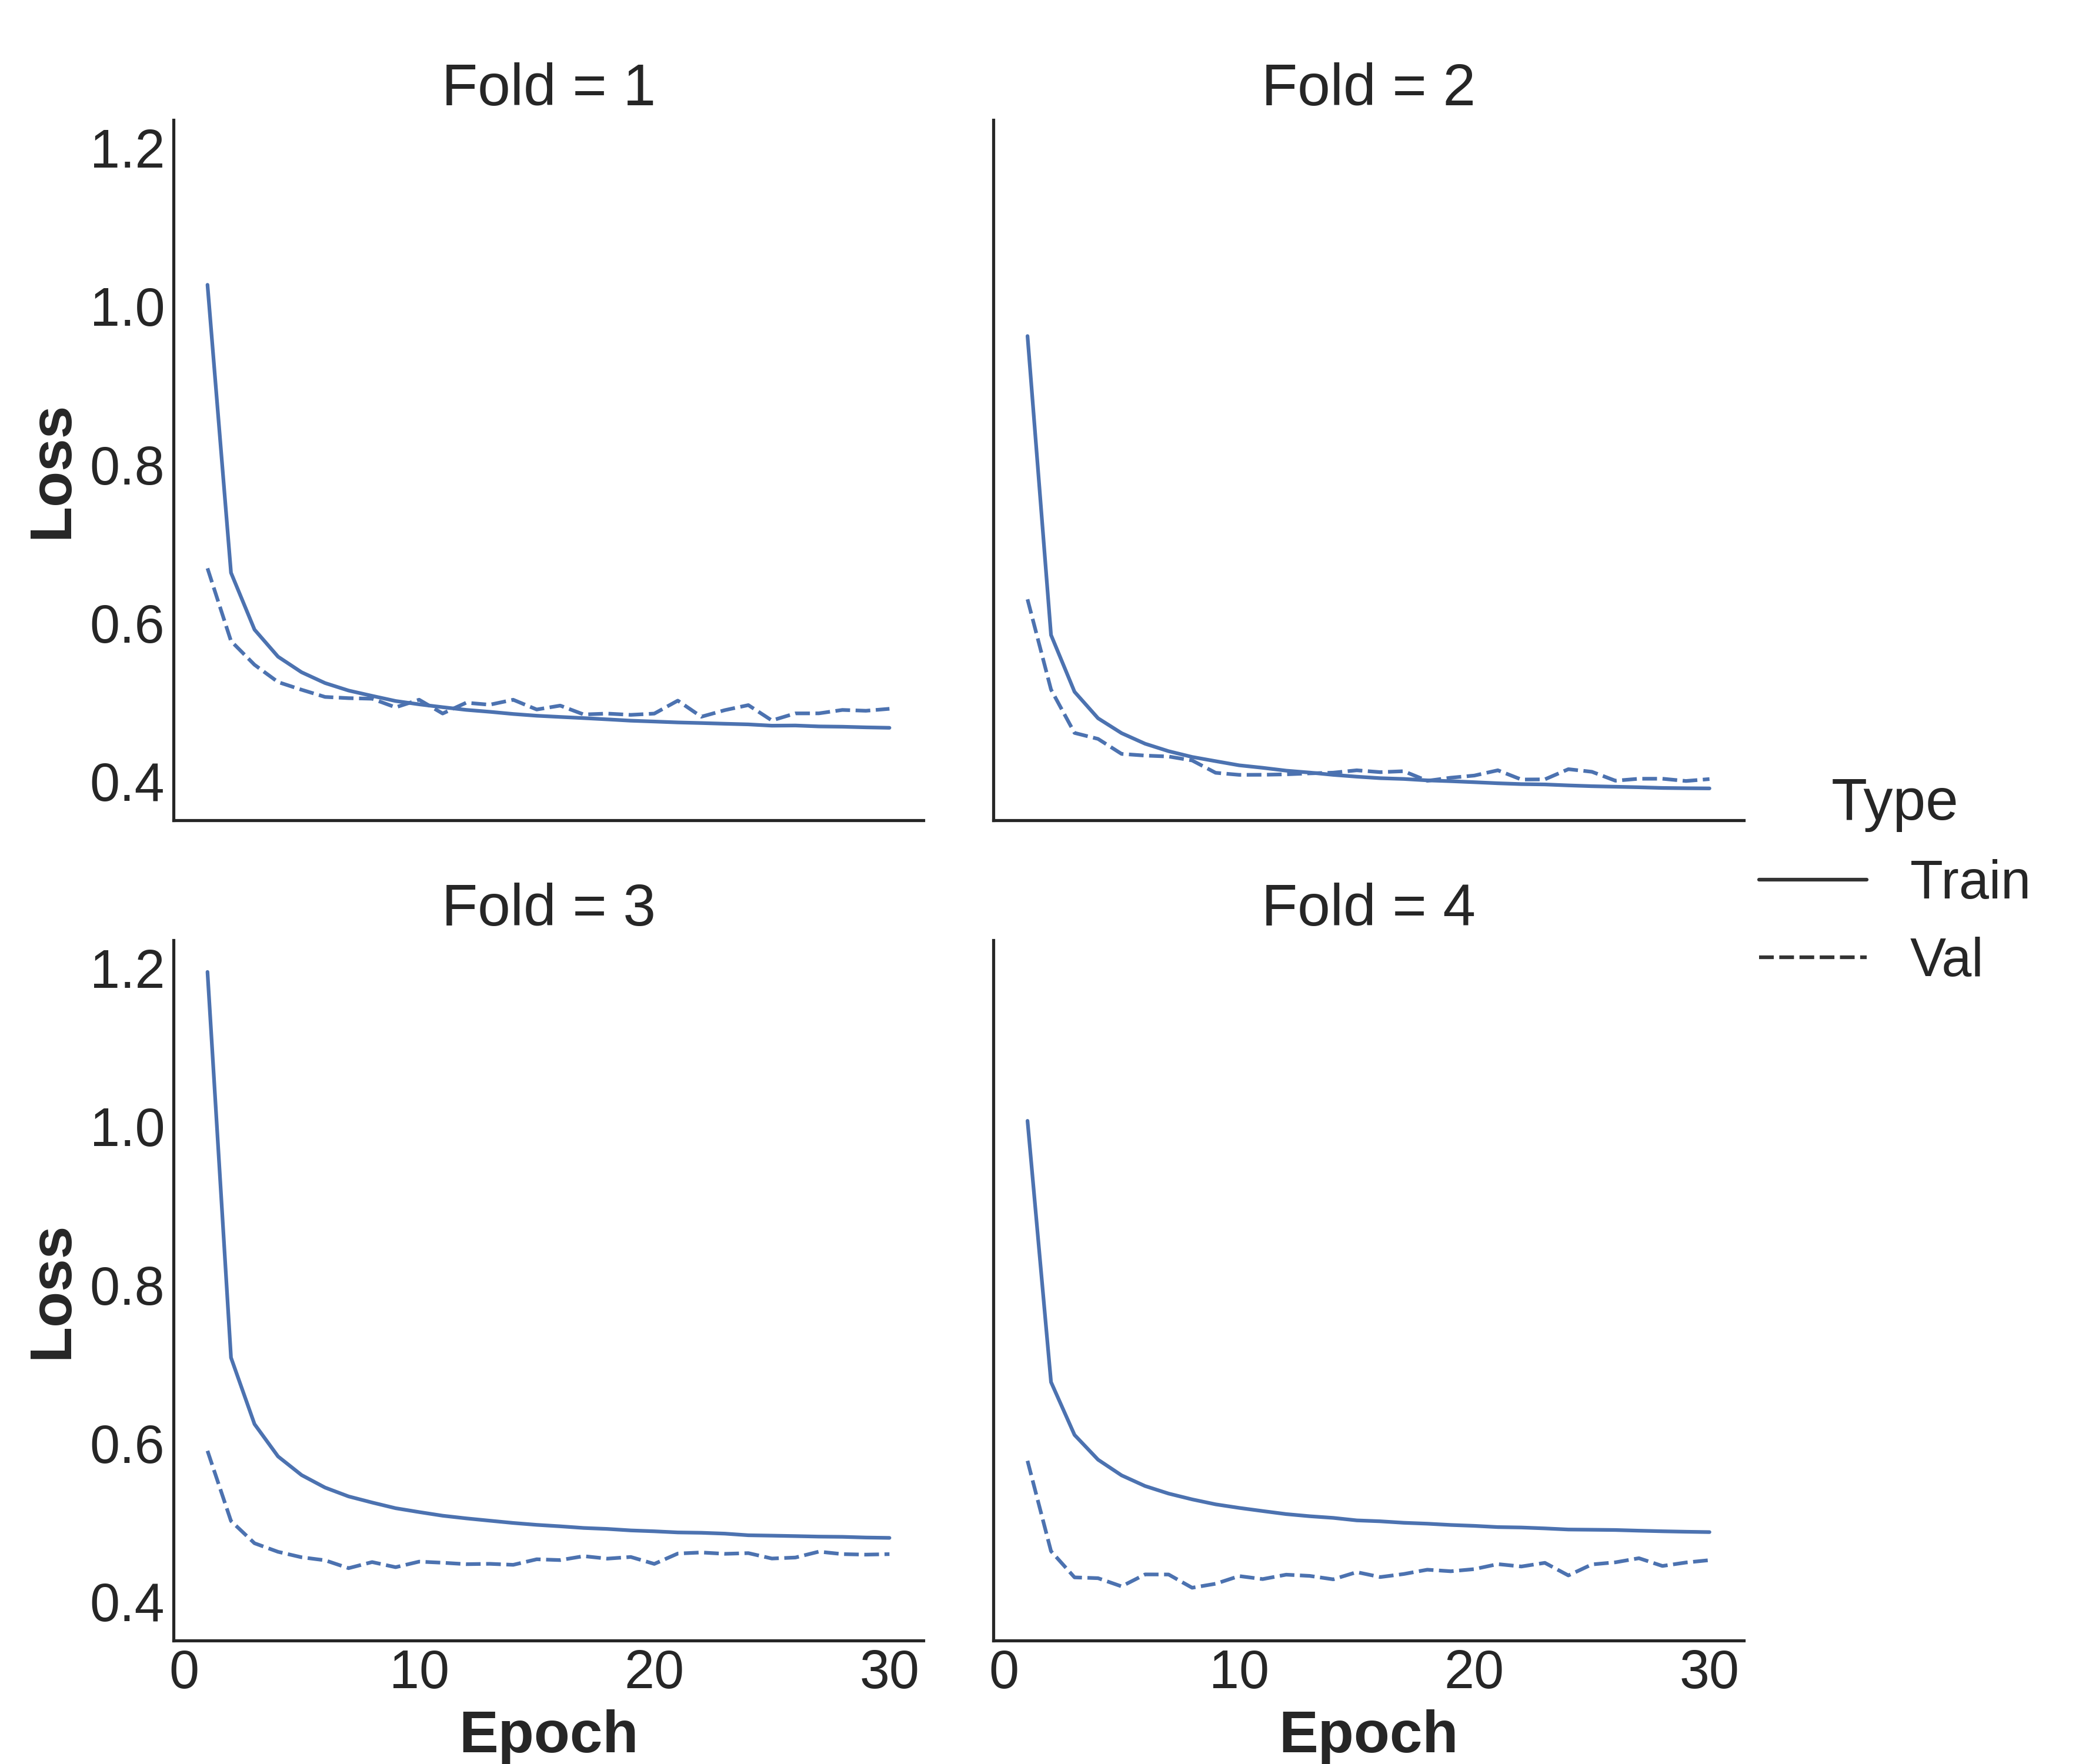 Fold = 1
Fold = 2
1.2
1.0
0.8
0.6
0.4
Loss
Type
Train
Val
Fold = 3
Fold = 4
1.2
1.0
0.8
0.6
0.4
Loss
0 10 20 30
0 10 20 30
Epoch
Epoch